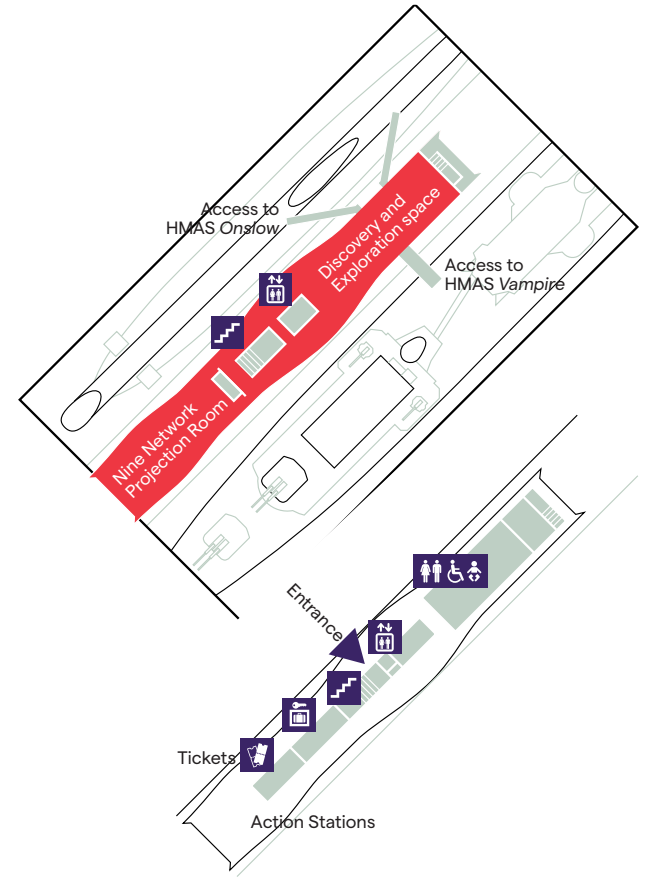 Access to
HMAS Onslow
Discovery and
Exploration space
Access to
HMAS Vampire
Nine Network
Projection Room
Entrance
Tickets
Action Stations